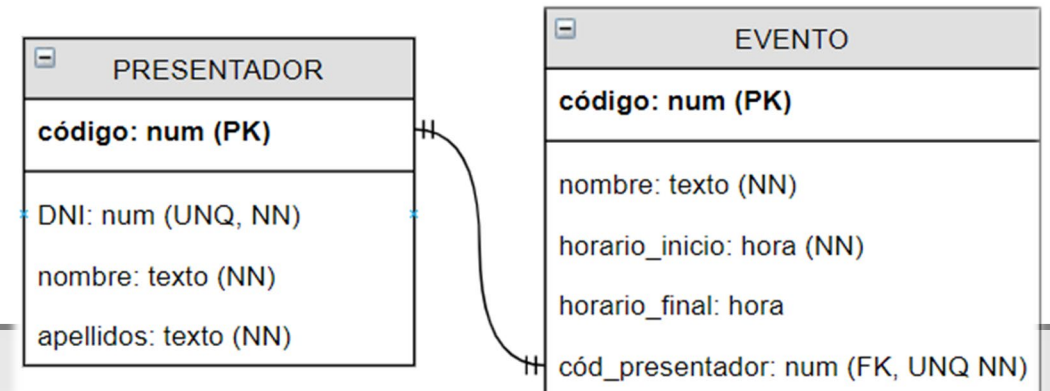 PRESENTADOR
código: num (PK)
DNI: num (UNQ, NN)
nombre: texto (NN)
apellidos: texto (NN)
EVENTO
código: num (PK)
nombre: texto (NN)
horario_inicio: hora (NN)
horario_final: hora
cód_presentador: num (FK, UNQ NN)